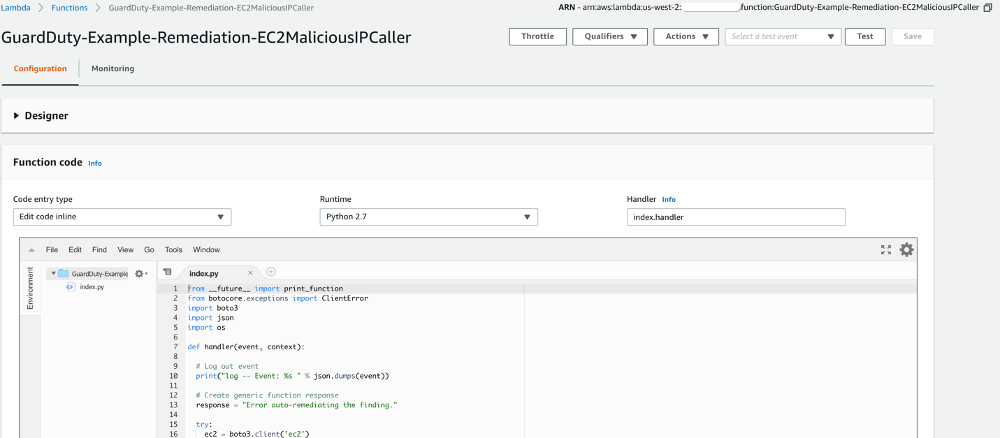 Lambda Functions GuardDuty-Example-Remediation-EC2MaliciousIPCaller
ARN - arn:aws:lambda:us-west-2: function:GuardDuty-Example-Remediation-EC2MaliciousIPCaller
GuardDuty-Example-Remediation-EC2MaliciousIPCaller
Throttle Qualifiers Actions Select a test event Test Save
Configuration Monitoring
Designer
Function code Info
Code entry type Runtime Handler Info
Edit code inline Python 2.7 index.handler
File Edit Find View Go Tools Window
Environment
GuardDuty-Example
index.py
index.py
1 from __future__ import print_function
2 from botocore.exceptions import ClientError
3 import boto3
4 import json
5 import os
6
7 def handler(event, context):
8
9 # Log out event
10 print("log -- Event: %s " % json.dumps(event))
11
12 # Create generic function response
13 response = "Error auto-remediating the finding."
14
15 try:
16 ec2 = boto3.client('ec2')